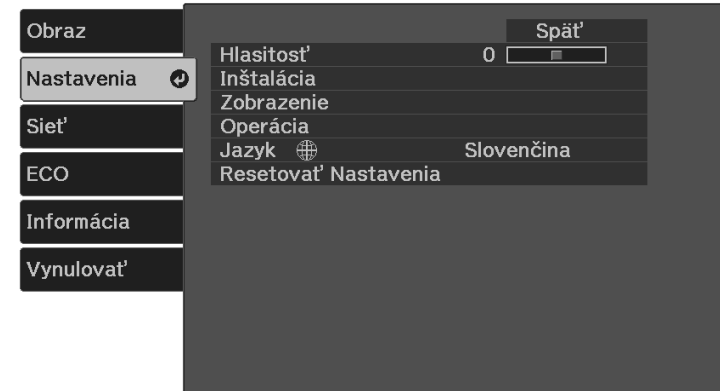 Obraz
Nastavenia
Sieť
ECO
Informácia
Vynulovať
Späť
Hlasitosť 0
Inštalácia
Zobrazenie
Operácia
Jazyk Slovenčina
Resetovať Nastavenia